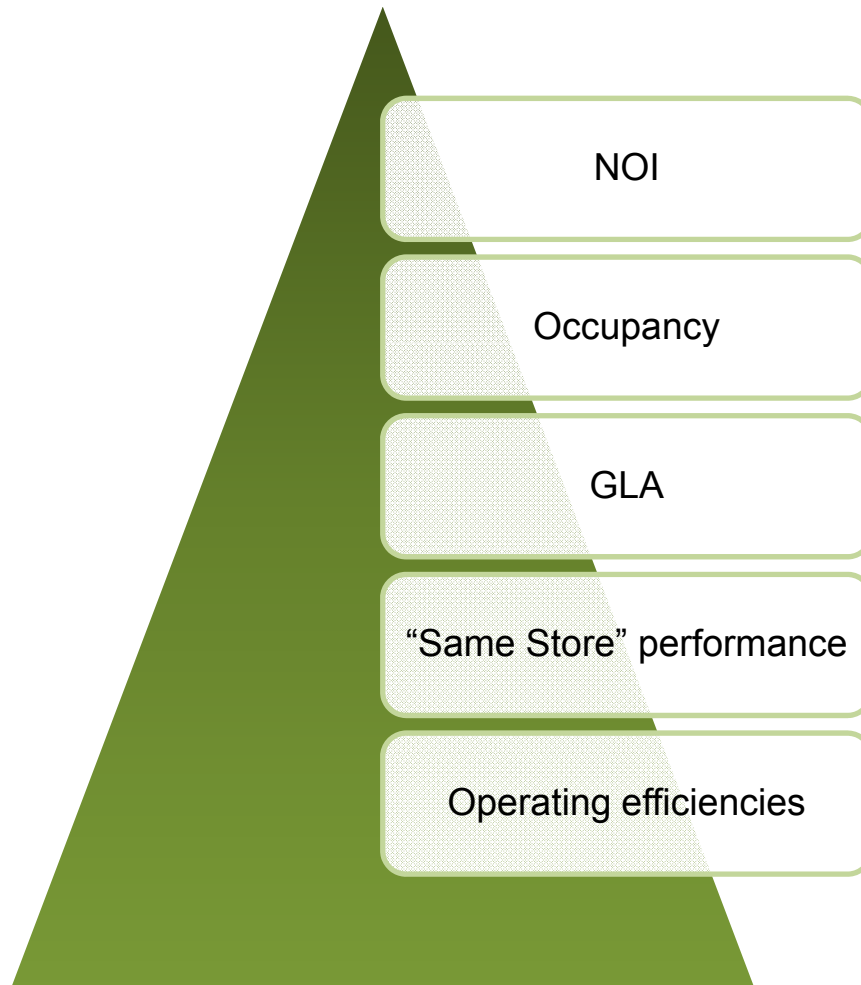 NOI
Occupancy
GLA
“Same Store” performance
Operating efficiencies